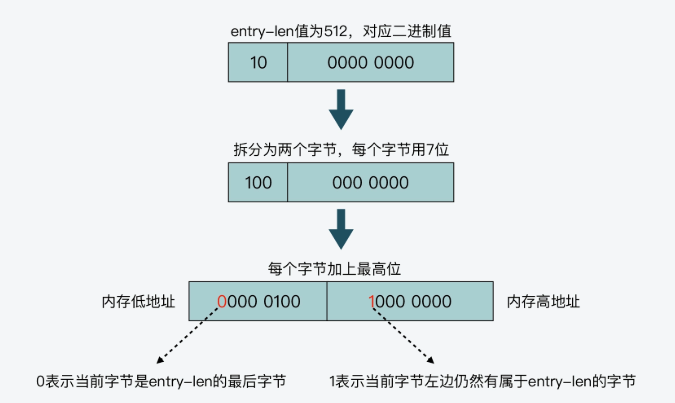 entry-len值为512，对应二进制值
10 0000 0000
拆分为两个字节，每个字节用7位
100 000 0000
每个字节加上最高位
内存低地址 0000 0100 1000 0000 内存高地址
0表示当前字节是entry-len的最后字节 1表示当前字节左边仍然有属于entry-len的字节